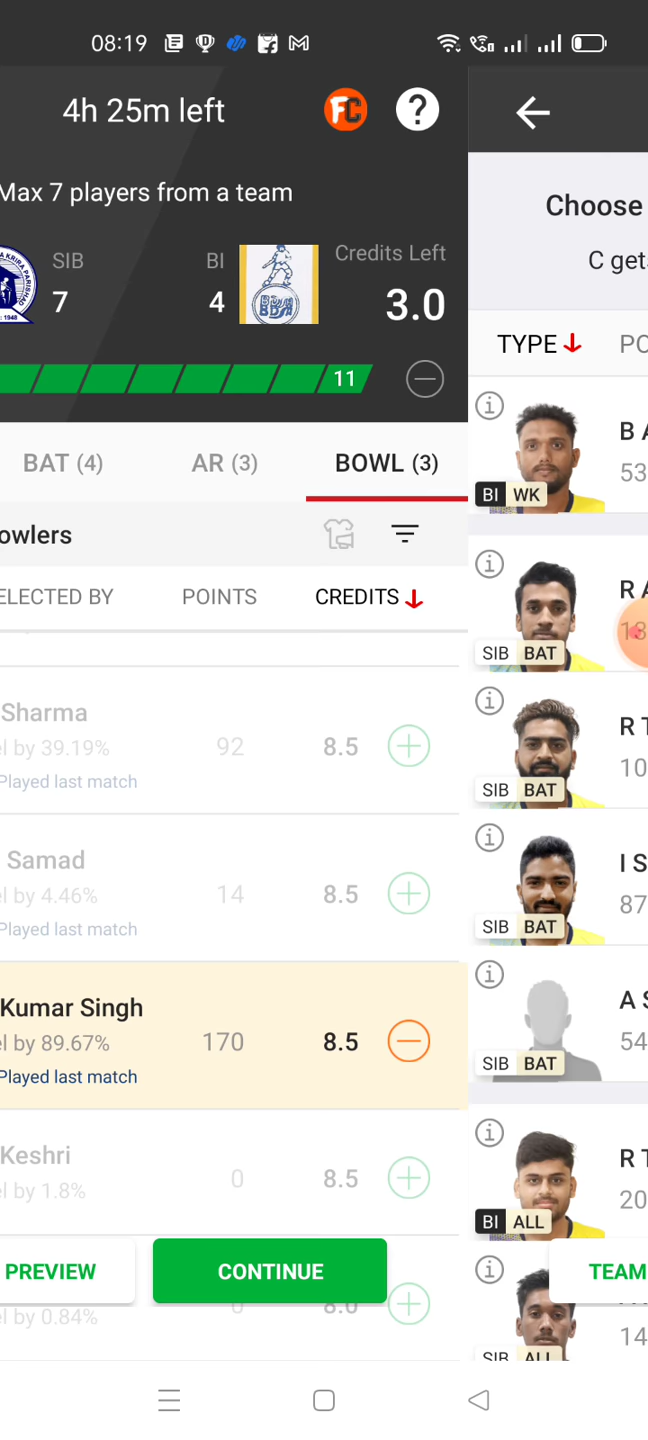 08:19
4h 25m left
FC
?
Max 7 players from a team
SIB
7
BI
4
Credits Left
3.0
11
BAT (4)
AR (3)
BOWL (3)
owlers
ELECTED BY
POINTS
CREDITS
Sharma
el by 39.19%
92
8.5
Played last match
Samad
el by 4.46%
14
8.5
Played last match
Kumar Singh
el by 89.67%
170
8.5
Played last match
Keshri
el by 1.8%
0
8.5
PREVIEW
CONTINUE
el by 0.84%
0
8.0
Choose
C get
TYPE
PO
B A
53
BI WK
R A
SIB BAT
R T
10
SIB BAT
I S
87
SIB BAT
A S
54
SIB BAT
R T
20
BI ALL
TEAM
14
SIB ALL